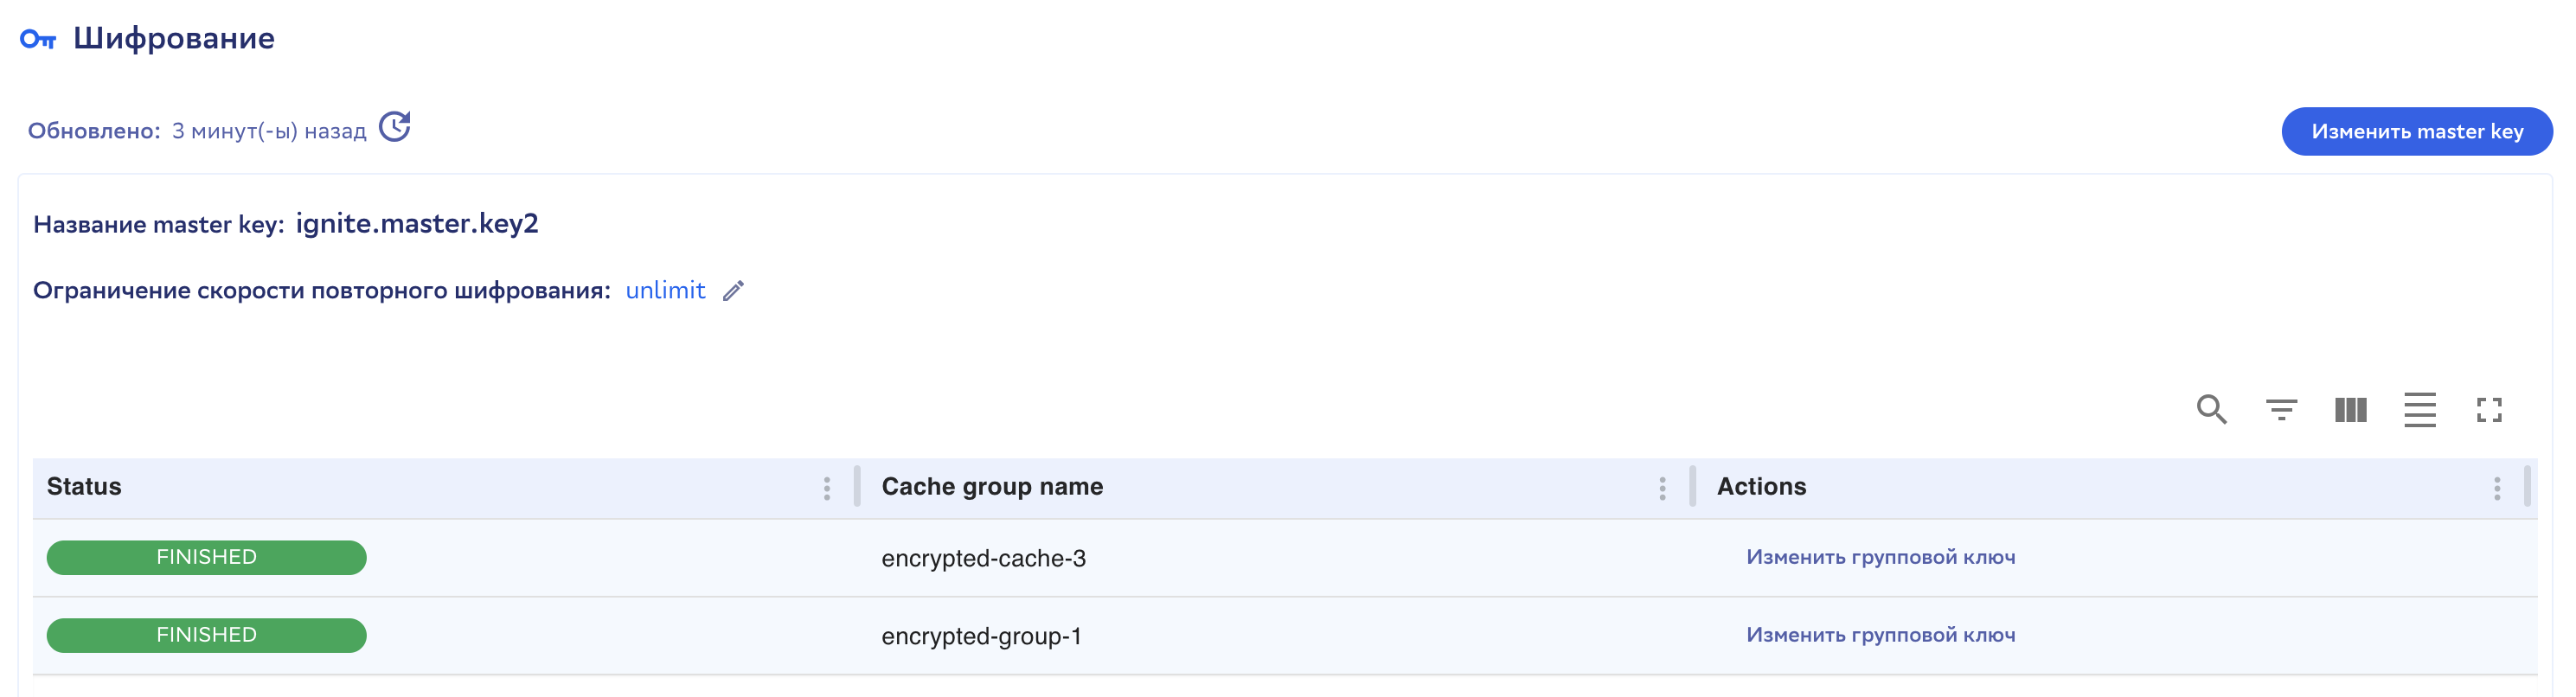 Шифрование
Обновлено: 3 минут(-ы) назад
Изменить master key
Название master key: ignite.master.key2
Ограничение скорости повторного шифрования: unlimit
Status Cache group name Actions
FINISHED encrypted-cache-3 Изменить групповой ключ
FINISHED encrypted-group-1 Изменить групповой ключ